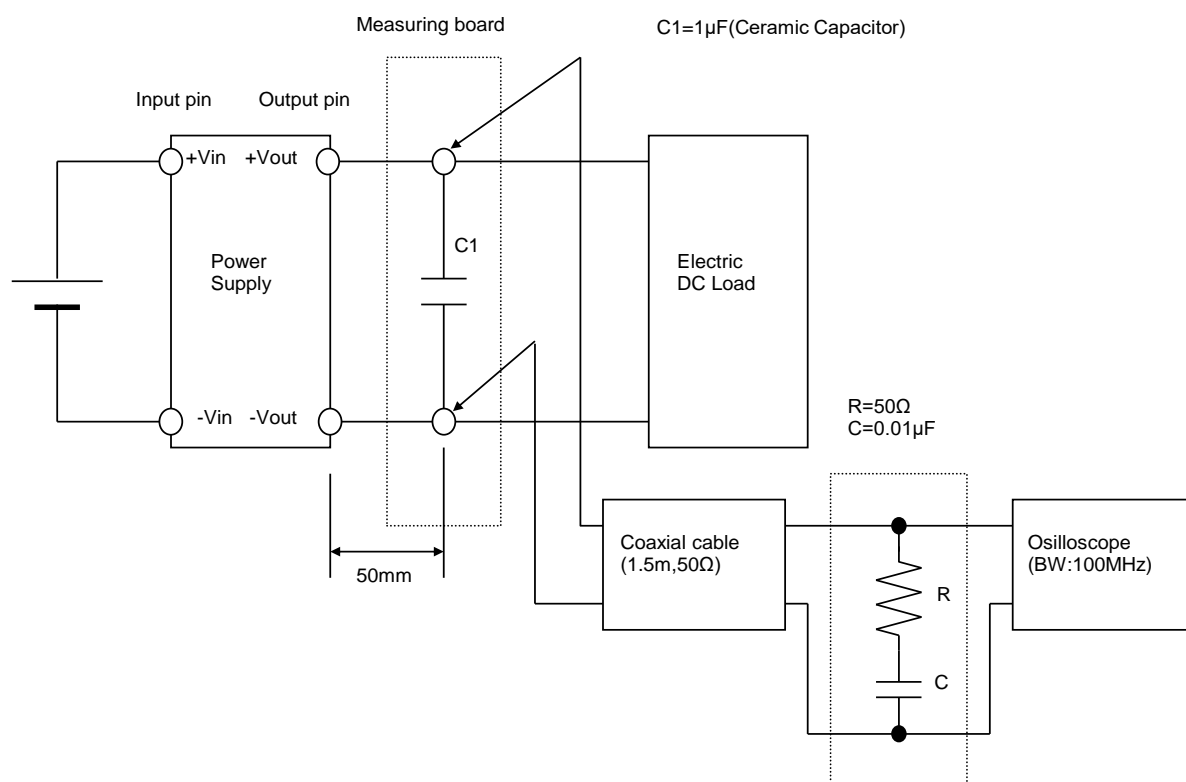 Measuring board
C1=1µF(Ceramic Capacitor)
Input pin
Output pin
+Vin
+Vout
C1
Power
Supply
Electric
DC Load
-Vin
-Vout
R=50Ω
C=0.01µF
50mm
Coaxial cable
(1.5m,50Ω)
R
C
Osilloscope
(BW:100MHz)